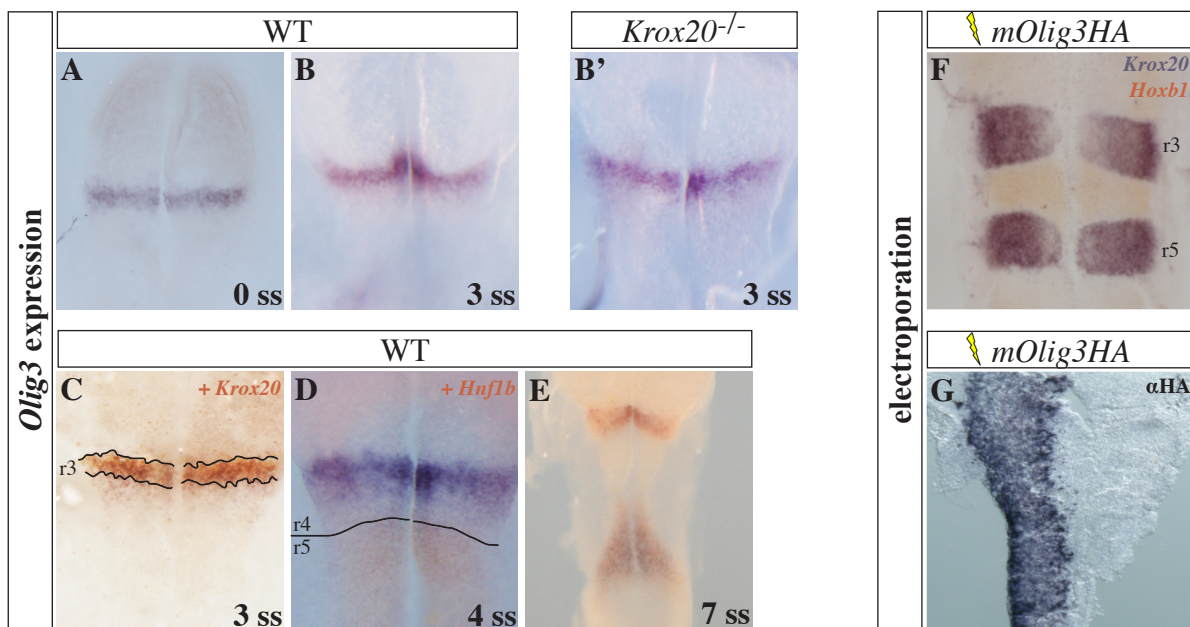 WT
Krox20-/-
mOlig3HA
A
B
B’
F
Krox20
Hoxb1
r3
r5
0 ss
3 ss
3 ss
Olig3 expression
electroporation
WT
mOlig3HA
C
+ Krox20
D
+ Hnf1b
E
G
αHA
r3
r4
r5
3 ss
4 ss
7 ss